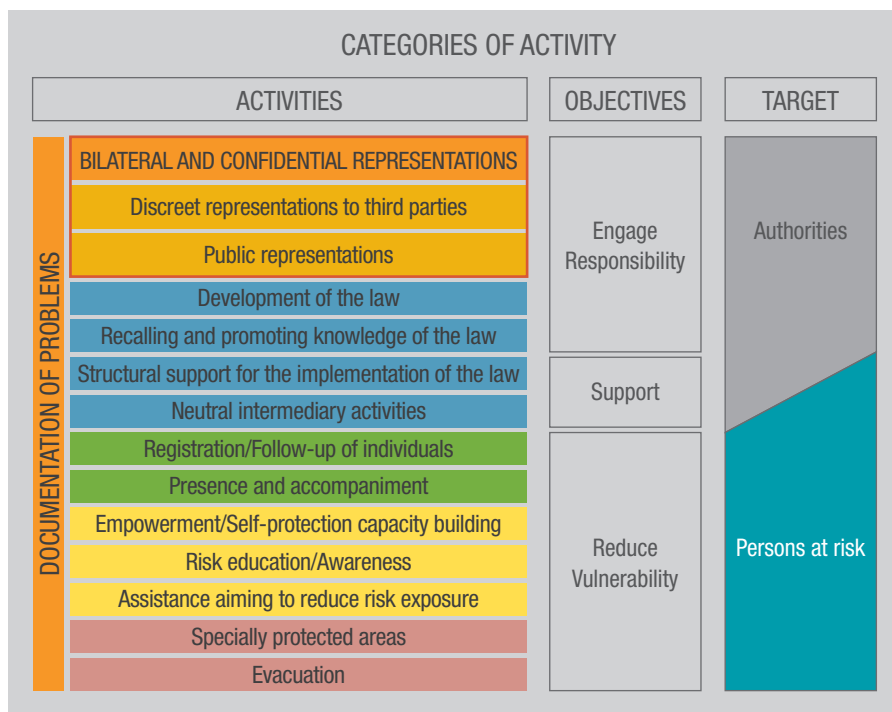 CATEGORIES OF ACTIVITY
ACTIVITIES
OBJECTIVES
TARGET
DOCUMENTATION OF PROBLEMS
BILATERAL AND CONFIDENTIAL REPRESENTATIONS
Discreet representations to third parties
Public representations
Development of the law
Recalling and promoting knowledge of the law
Structural support for the implementation of the law
Neutral intermediary activities
Registration/Follow-up of individuals
Presence and accompaniment
Empowerment/Self-protection capacity building
Risk education/Awareness
Assistance aiming to reduce risk exposure
Specially protected areas
Evacuation
Engage
Responsibility
Support
Reduce
Vulnerability
Authorities
Persons at risk